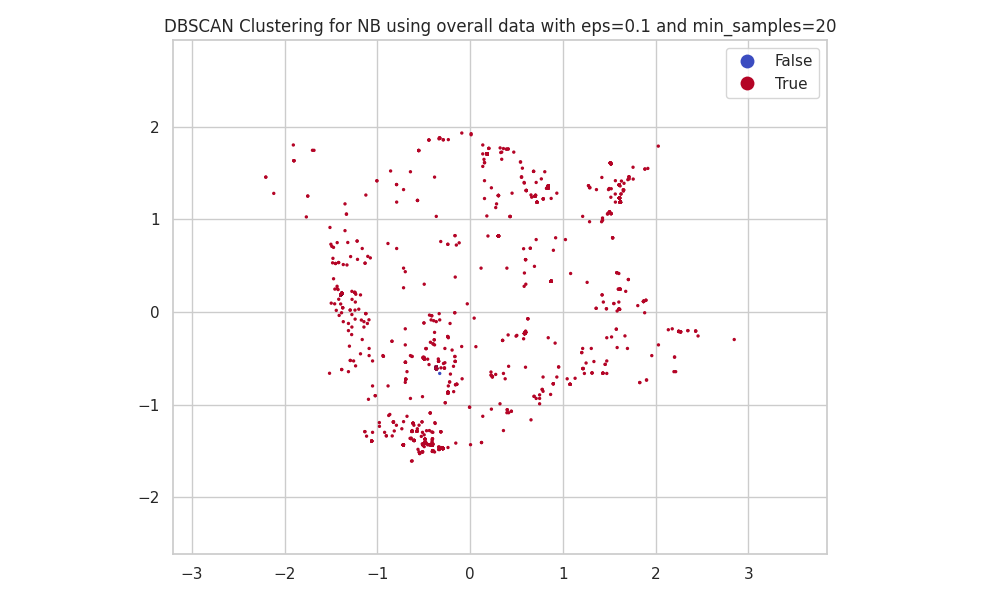 DBSCAN Clustering for NB using overall data with eps=0.1 and min_samples=20
False
True
2
1
0
−1
−2
−3 −2 −1 0 1 2 3